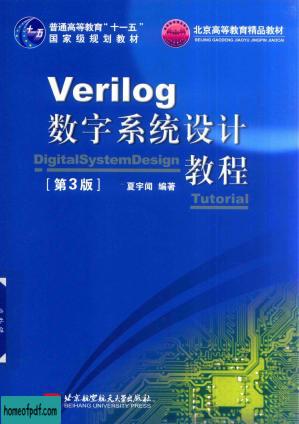 普通高等教育"十一五"
国家级规划教材
北京高等教育精品教材
BEIJING GAODENG JIAOYU JINGPIN JIAOCAI
Verilog
数字系统设计
DigitalSystemDesign
教程
[第3版]
夏宇闻 编著
Tutorial
北京航空航天大学出版社
BEIHANG UNIVERSITY PRESS
homeofpdf.com